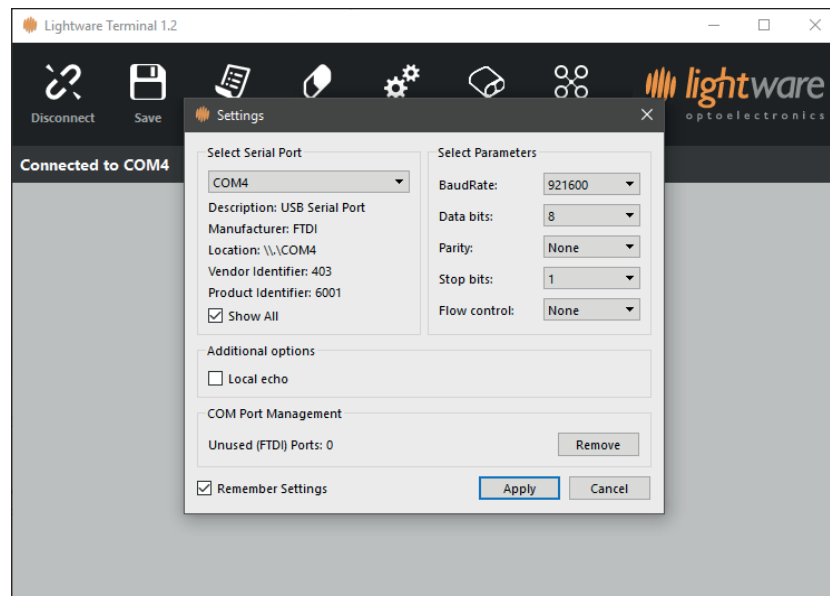 Lightware Terminal 1.2
Disconnect
Save
lightware
optoelectronics
Connected to COM4
Settings
Select Serial Port
COM4
Description: USB Serial Port
Manufacturer: FTDI
Location: \\.\COM4
Vendor Identifier: 403
Product Identifier: 6001
Show All
Select Parameters
BaudRate: 921600
Data bits: 8
Parity: None
Stop bits: 1
Flow control: None
Additional options
Local echo
COM Port Management
Unused (FTDI) Ports: 0 Remove
Remember Settings Apply Cancel